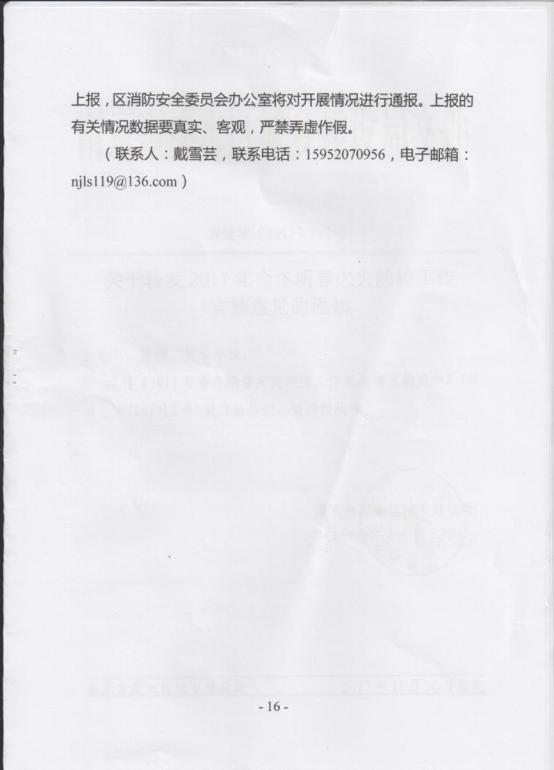 上报，区消防安全委员会办公室将对开展情况进行通报。上报的
有关情况数据要真实、客观，严禁弄虚作假。
（联系人：戴雪芸，联系电话：15952070956，电子邮箱：
njls119@136.com）
- 16 -